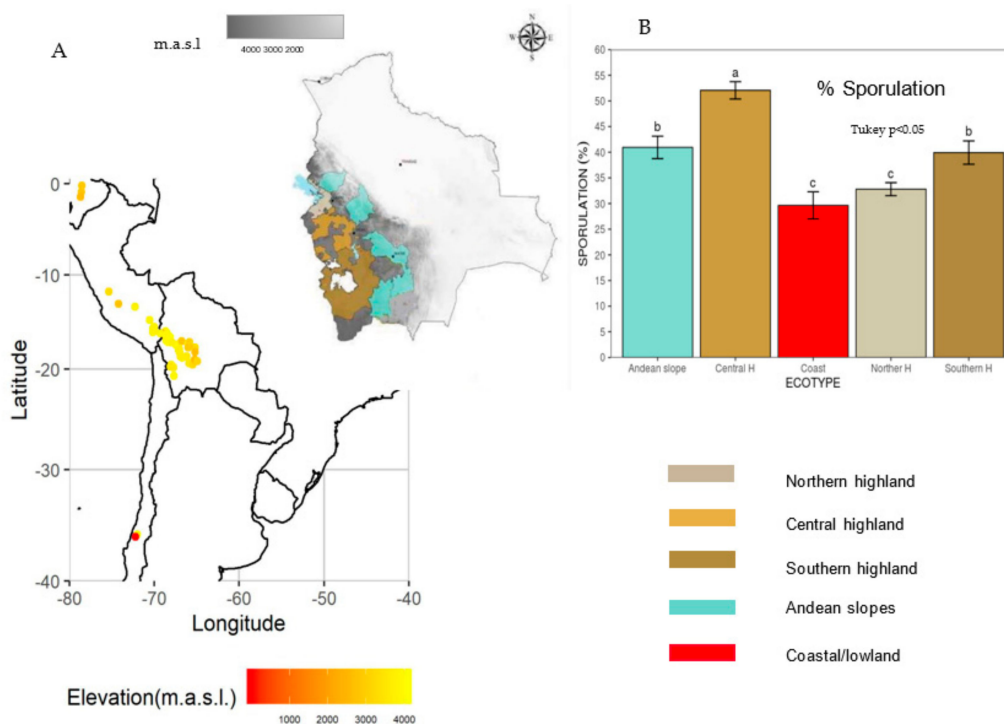 A
m.a.s.l
4000 3000 2000
N
W E
S
0
-10
-20
-30
-40
Latitude
-80 -70 -60 -50 -40
Longitude
Elevation(m.a.s.l.)
1000 2000 3000 4000
B
% Sporulation
Tukey p<0.05
60
55
50
45
40
35
30
25
20
15
10
5
0
SPORULATION (%)
b a c c b
Andean slope Central H Coast Norther H Southern H
ECOTYPE
Northern highland
Central highland
Southern highland
Andean slopes
Coastal/lowland